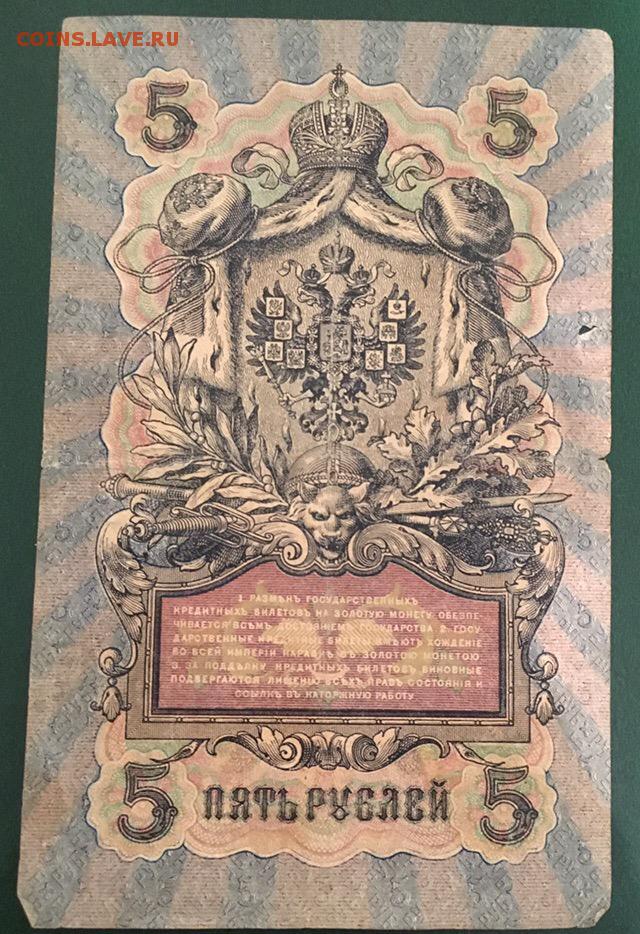 COINS.LAVE.RU
5 5
1. РАЗМѢНЪ ГОСУДАРСТВЕННЫХЪ
КРЕДИТНЫХЪ БИЛЕТОВЪ НА ЗОЛОТУЮ МОНЕТУ ОБЕЗПЕ-
ЧИВАЕТСЯ ВСѢМЪ ДОСТОЯНІЕМЪ ГОСУДАРСТВА 2. ГОСУ-
ДАРСТВЕННЫЕ КРЕДИТНЫЕ БИЛЕТЫ ИМѢЮТЪ ХОЖДЕНІЕ
ВО ВСЕЙ ИМПЕРІИ НАРАВНѢ СЪ ЗОЛОТОЮ МОНЕТОЮ
3. ЗА ПОДДѢЛКУ КРЕДИТНЫХЪ БИЛЕТОВЪ ВИНОВНЫЕ
ПОДВЕРГАЮТСЯ ЛИШЕНІЮ ВСѢХЪ ПРАВЪ СОСТОЯНІЯ И
ССЫЛКѢ ВЪ КАТОРЖНУЮ РАБОТУ
5 ПЯТЬ РУБЛЕЙ 5